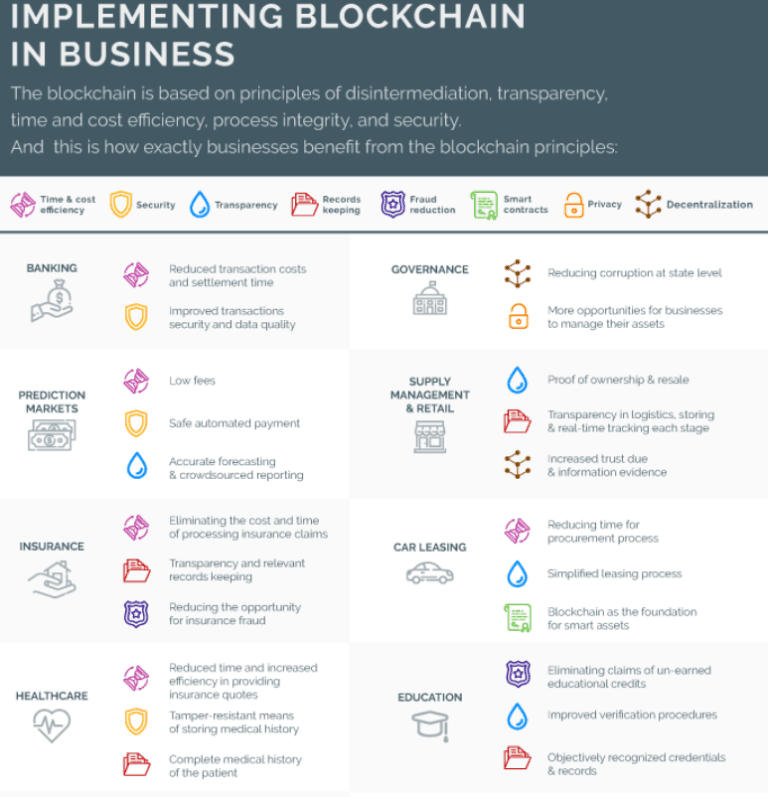 IMPLEMENTING BLOCKCHAIN
IN BUSINESS
The blockchain is based on principles of disintermediation, transparency,
time and cost efficiency, process integrity, and security.
And this is how exactly businesses benefit from the blockchain principles:
Time & cost
efficiency
Security
Transparency
Records
keeping
Fraud
reduction
Smart
contracts
Privacy
Decentralization
BANKING
Reduced transaction costs
and settlement time
Improved transactions
security and data quality
GOVERNANCE
Reducing corruption at state level
More opportunities for businesses
to manage their assets
PREDICTION
MARKETS
Low fees
Safe automated payment
Accurate forecasting
& crowdsourced reporting
SUPPLY
MANAGEMENT
& RETAIL
Proof of ownership & resale
Transparency in logistics, storing
& real-time tracking each stage
Increased trust due
& information evidence
INSURANCE
Eliminating the cost and time
of processing insurance claims
Transparency and relevant
records keeping
Reducing the opportunity
for insurance fraud
CAR LEASING
Reducing time for
procurement process
Simplified leasing process
Blockchain as the foundation
for smart assets
HEALTHCARE
Reduced time and increased
efficiency in providing
insurance quotes
Tamper-resistant means
of storing medical history
Complete medical history
of the patient
EDUCATION
Eliminating claims of un-earned
educational credits
Improved verification procedures
Objectively recognized credentials
& records